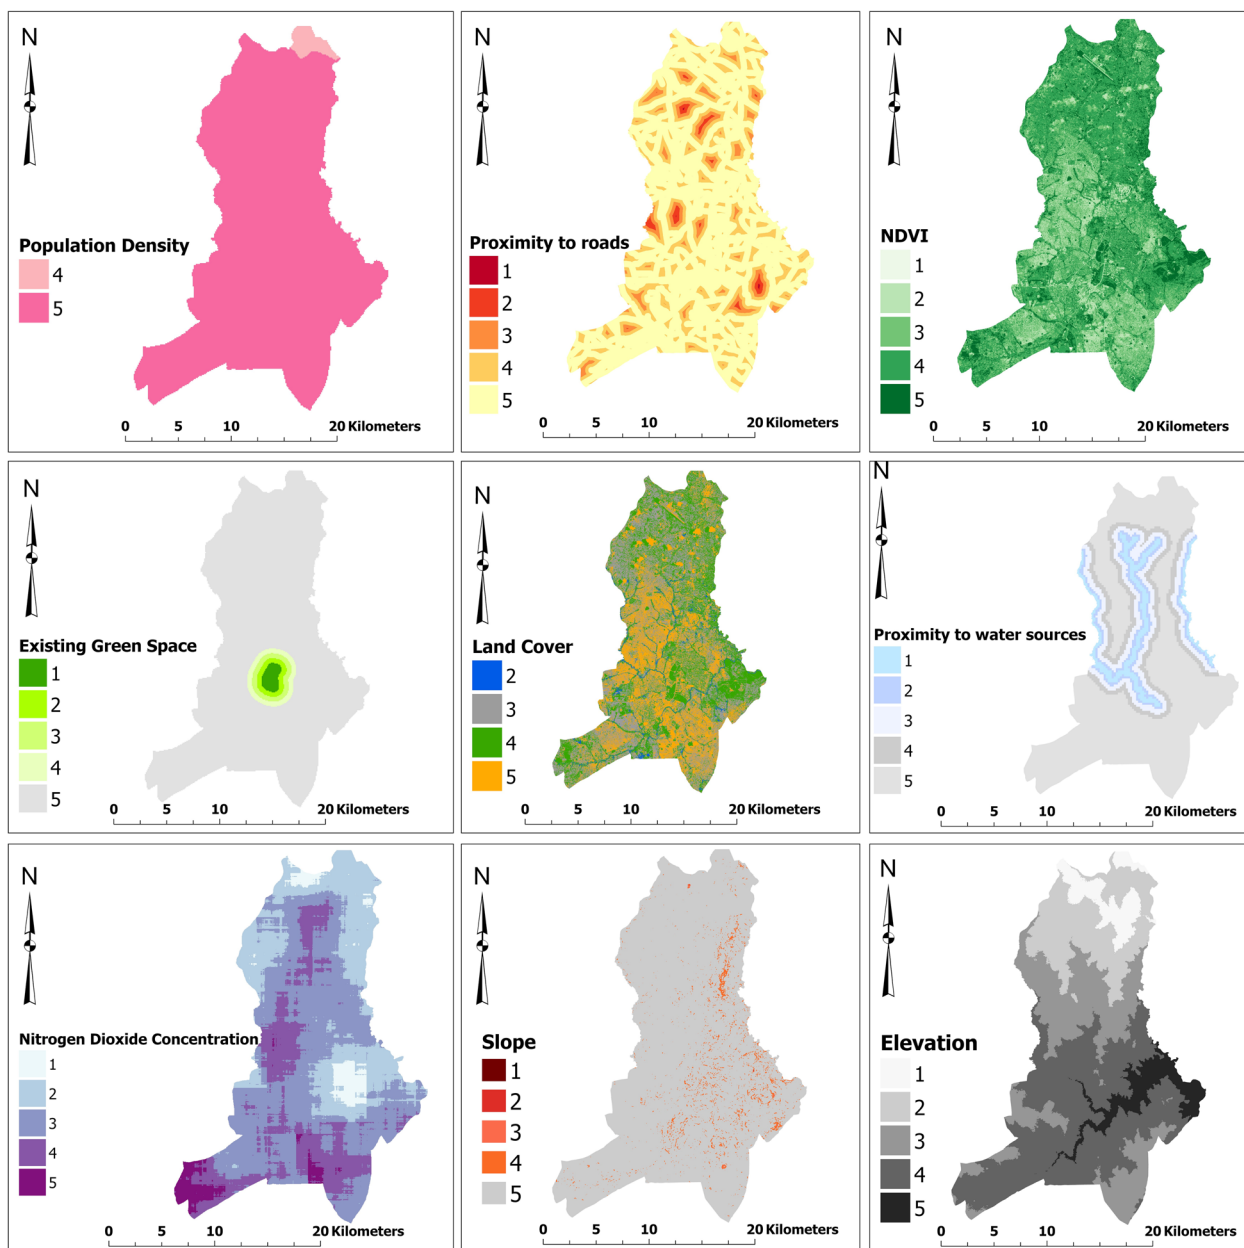 N
Population Density
4
5
0 5 10 20 Kilometers
N
Proximity to roads
1
2
3
4
5
0 5 10 20 Kilometers
N
NDVI
1
2
3
4
5
0 5 10 20 Kilometers
N
Existing Green Space
1
2
3
4
5
0 5 10 20 Kilometers
N
Land Cover
2
3
4
5
0 5 10 20 Kilometers
N
Proximity to water sources
1
2
3
4
5
0 5 10 20 Kilometers
N
Nitrogen Dioxide Concentration
1
2
3
4
5
0 5 10 20 Kilometers
N
Slope
1
2
3
4
5
0 5 10 20 Kilometers
N
Elevation
1
2
3
4
5
0 5 10 20 Kilometers